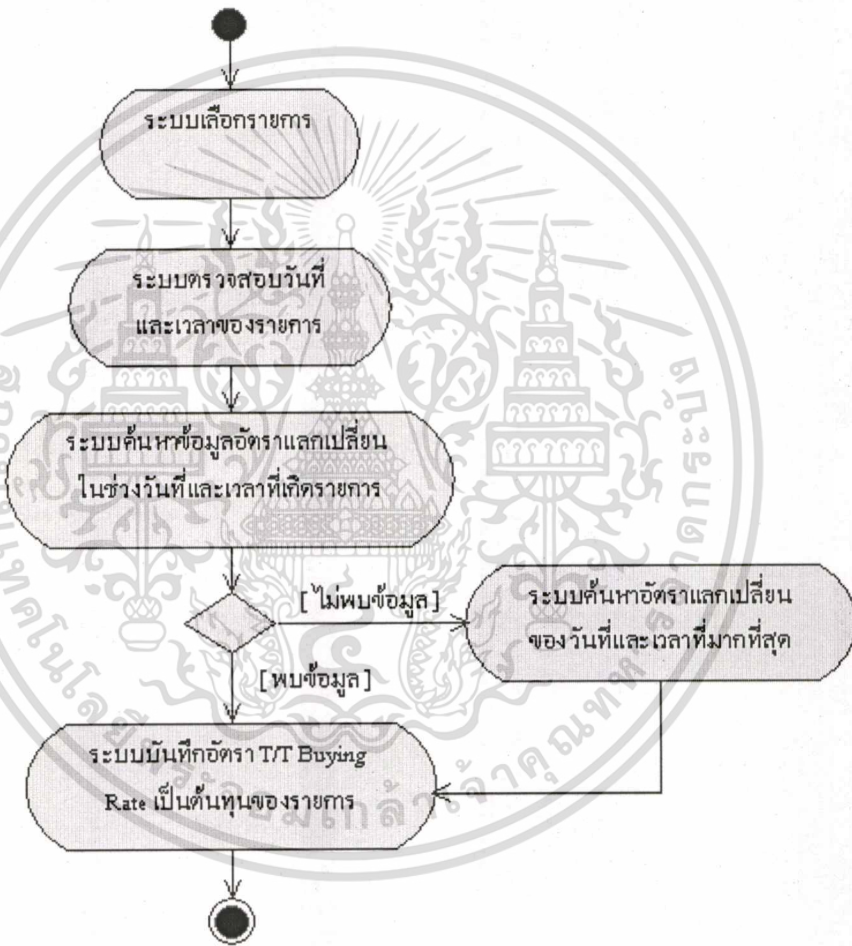 ระบบเลือกรายการ
ระบบตรวจสอบวันที่
และเวลาของรายการ
ระบบค้นหาข้อมูลอัตราแลกเปลี่ยน
ในช่วงวันที่และเวลาที่เกิดรายการ
[ ไม่พบข้อมูล ]
ระบบค้นหาอัตราแลกเปลี่ยน
ของวันที่และเวลาที่มากที่สุด
[ พบข้อมูล ]
ระบบบันทึกอัตรา T/T Buying
Rate เป็นต้นทุนของรายการ